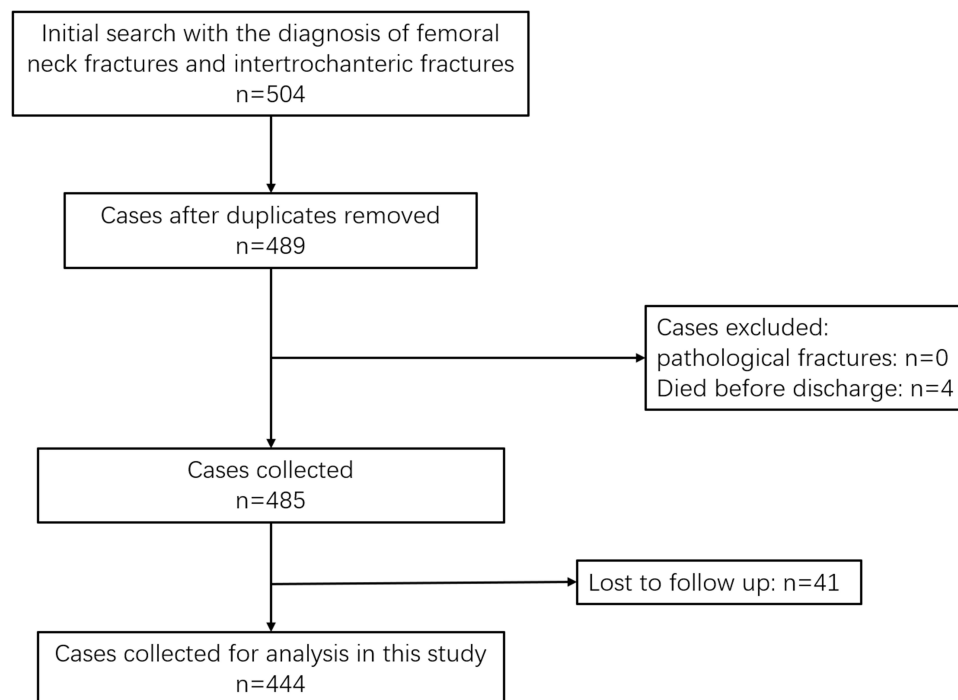 Initial search with the diagnosis of femoral
neck fractures and intertrochanteric fractures
n=504
Cases after duplicates removed
n=489
Cases excluded:
pathological fractures: n=0
Died before discharge: n=4
Cases collected
n=485
Lost to follow up: n=41
Cases collected for analysis in this study
n=444